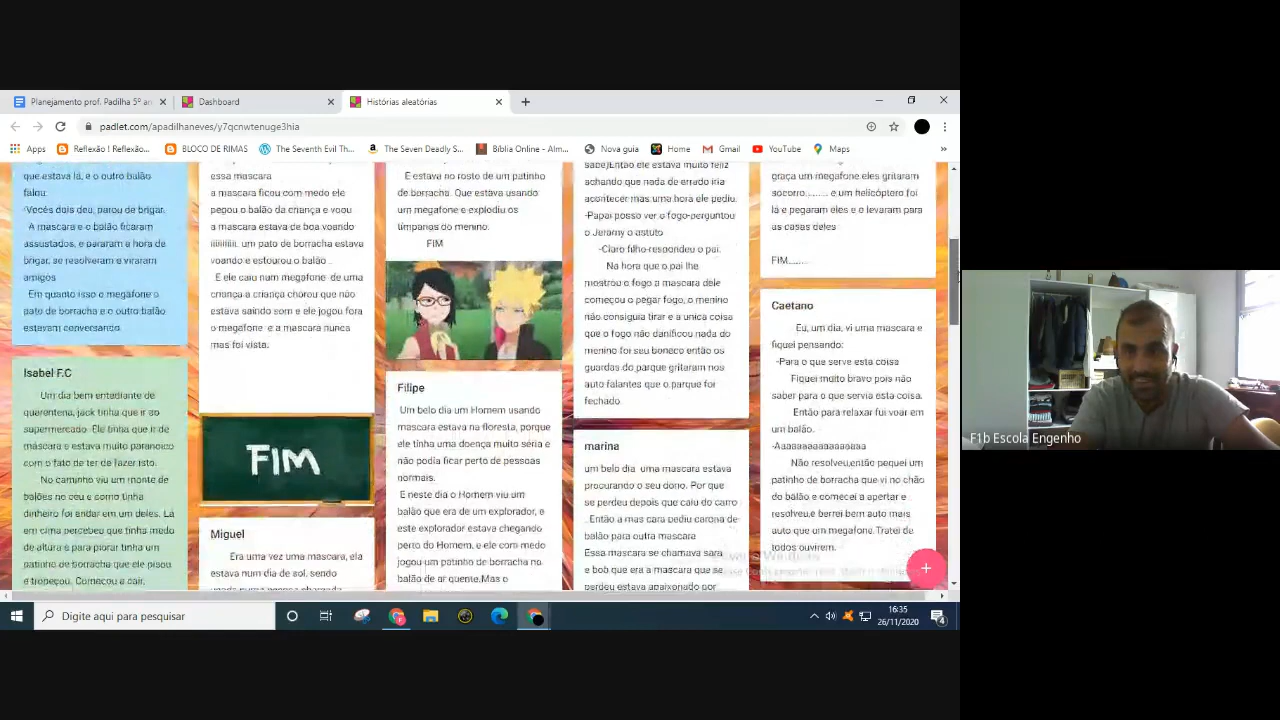 Planejamento prof. Padilha 5º an
Dashboard
Histórias aleatórias
padlet.com/apadilhaneves/y7qcnwtenuge3hia
Apps
Reflexão ! Reflexão...
BLOCO DE RIMAS
The Seventh Evil Th...
The Seven Deadly S...
Bíblia Online - Alm...
Nova guia
Home
Gmail
YouTube
Maps
»
que estava lá, e o outro balão
falou:
-Vocês dois deu, parou de brigar.
A mascara e o balão ficaram
assustados, e pararam a hora de
brigar, se resolveram e viraram
amigos
Em quanto isso o megafone o
pato de borracha e o outro balão
estavam conversando.
Isabel F.C
Um dia bem entediante de
quarentena, jack tinha que ir ao
supermercado. Ele tinha que ir de
máscara e estava muito paranoico
com o fato de ter de fazer isto.
No caminho viu um monte de
balões no céu e como tinha
dinheiro foi andar em um deles. Lá
em cima percebeu que tinha medo
de altura e para piorar tinha um
patinho de borracha que ele pisou
e tropeçou. Começou a cair,
essa mascara
a mascara ficou com medo ele
pegou o balão da criança e voou
a mascara estava de boa voando
um pato de borracha estava
voando e estourou o balão .
E ele caiu num megafone de uma
criança a criança chorou que não
estava saindo som e ele jogou fora
o megafone e a mascara nunca
mas foi vista.
FIM
Miguel
Era uma vez uma mascara, ela
estava num dia de sol, sendo
E estava no rosto de um patinho
de borracha. Que estava usando
um megafone e explodiu os
tímpanos do menino.
FIM
Filipe
Um belo dia um Homem usando
mascara estava na floresta, porque
ele tinha uma doença muito séria e
não podia ficar perto de pessoas
normais.
E neste dia o Homem viu um
balão que era de um explorador, e
este explorador estava chegando
perto do Homem, e ele com medo
jogou um patinho de borracha no
balão de ar quente.Mas o
sabe)Então ele estava muito feliz
achando que nada de errado iria
acontecer mas uma hora ele pediu.
-Papai posso ver o fogo-perguntou
o Jeramy o astuto
-Claro filho-respondeu o pai.
Na hora que o pai lhe
mostrou o fogo a mascara dele
começou a pegar fogo, o menino
não consiguia tirar e a unica coisa
que o fogo não danificou nada do
menino foi seu boneco então os
guardas do parque gritaram nos
auto falantes que o parque foi
fechado.
marina
um belo dia uma mascara estava
procurando o seu dono. Por que
se perdeu depois que caiu do carro
. Então a mas cara pediu carona de
balão para outra mascara
Essa mascara se chamava sara
e bob que era a mascara que se
perdeu estava apaixonado por
graça um megafone eles gritaram
socorro......... e um helicóptero foi
lá e pegaram eles e o levaram para
as casas deles
FIM.......
Caetano
Eu, um dia, vi uma mascara e
fiquei pensando:
-Para o que serve esta coisa
Fiquei muito bravo pois não
saber para o que servia esta coisa.
Então para relaxar fui voar em
um balão.
-Aaaaaaaaaaaaaaaaa
Não resolveu,então peguei um
patinho de borracha que vi no chão
do balão e comecei a apertar e
resolveu,e berrei bem auto mais
auto que um megafone. Tratei de
todos ouvirem.
F1b Escola Engenho
Digite aqui para pesquisar
16:35
26/11/2020
4